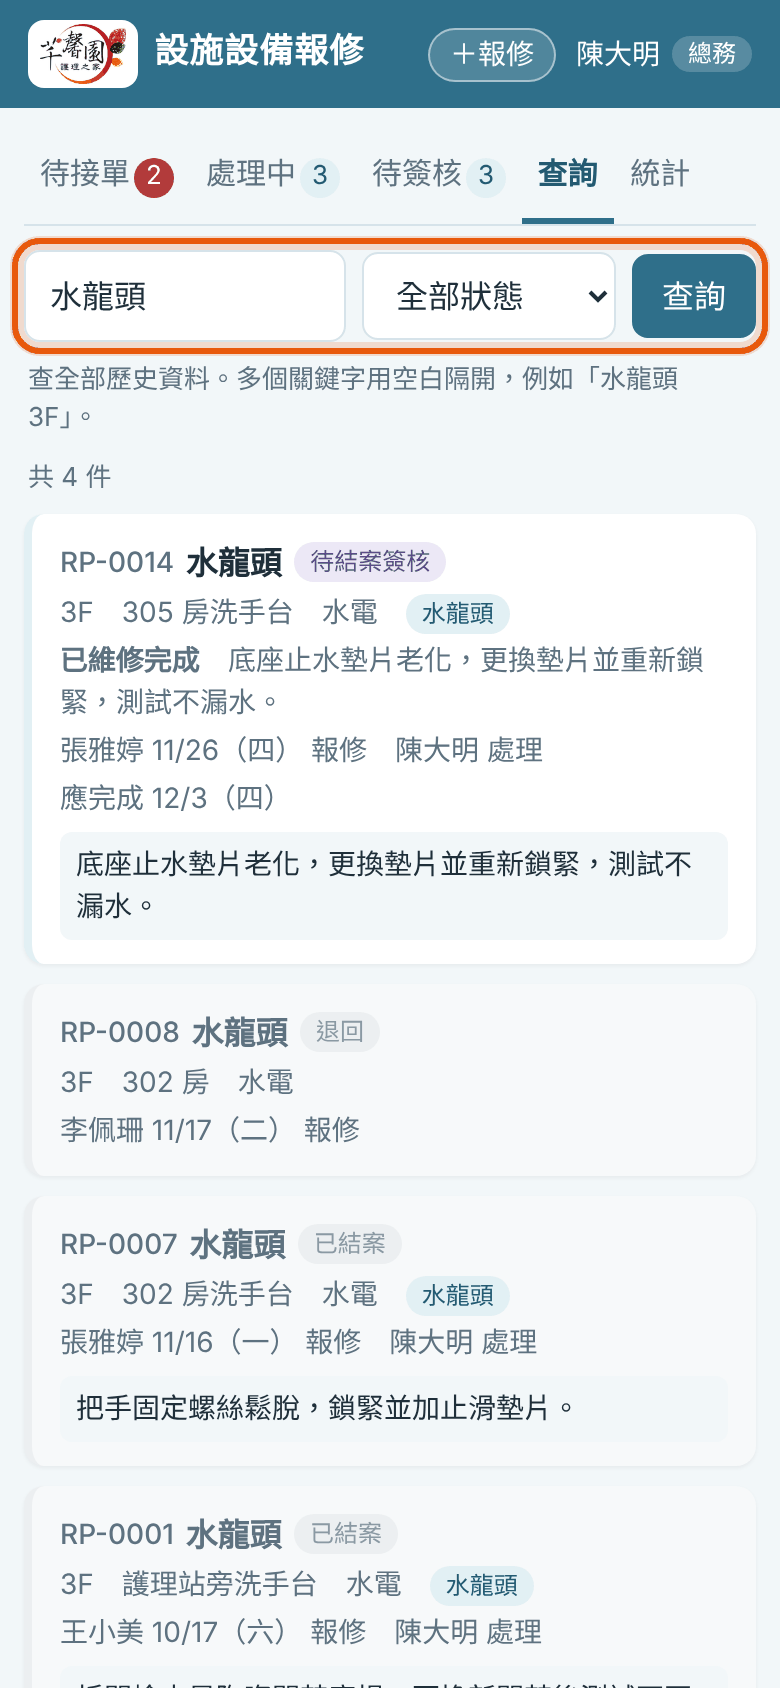 芊馨園
護理之家
設施設備報修
＋報修
陳大明
總務
待接單 2
處理中 3
待簽核 3
查詢
統計
水龍頭
全部狀態
查詢
查全部歷史資料。多個關鍵字用空白隔開，例如「水龍頭
3F」。
共 4 件
RP-0014 水龍頭 待結案簽核
3F 305 房洗手台 水電 水龍頭
已維修完成 底座止水墊片老化，更換墊片並重新鎖
緊，測試不漏水。
張雅婷 11/26（四） 報修 陳大明 處理
應完成 12/3（四）
底座止水墊片老化，更換墊片並重新鎖緊，測試不
漏水。
RP-0008 水龍頭 退回
3F 302 房 水電
李佩珊 11/17（二） 報修
RP-0007 水龍頭 已結案
3F 302 房洗手台 水電 水龍頭
張雅婷 11/16（一） 報修 陳大明 處理
把手固定螺絲鬆脫，鎖緊並加止滑墊片。
RP-0001 水龍頭 已結案
3F 護理站旁洗手台 水電 水龍頭
王小美 10/17（六） 報修 陳大明 處理